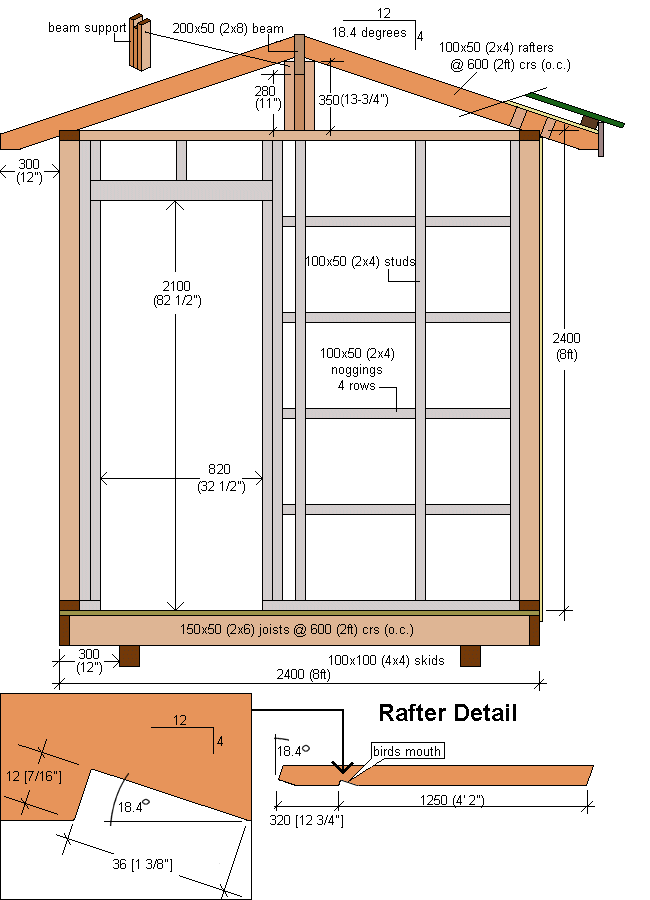 beam support
200x50 (2x8) beam
12
18.4 degrees
4
100x50 (2x4) rafters
@ 600 (2ft) crs (o.c.)
280
(11")
350(13-3/4")
300
(12")
100x50 (2x4) studs
2100
(82 1/2")
2400
(8ft)
100x50 (2x4)
noggings
4 rows
820
(32 1/2")
150x50 (2x6) joists @ 600 (2ft) crs (o.c.)
300
(12")
100x100 (4x4) skids
2400 (8ft)
Rafter Detail
12
4
12 [7/16"]
18.4°
36 [1 3/8"]
18.4°
birds mouth
1250 (4' 2")
320 [12 3/4"]